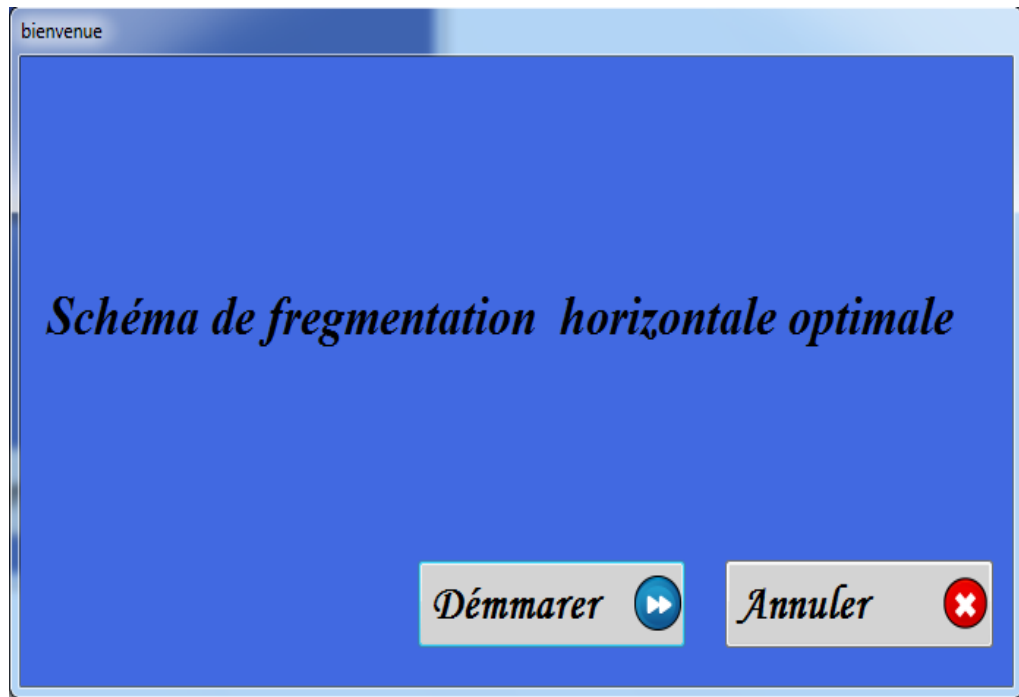 bienvenue
Schéma de fregmentation horizontale optimale
Démmarer
Annuler